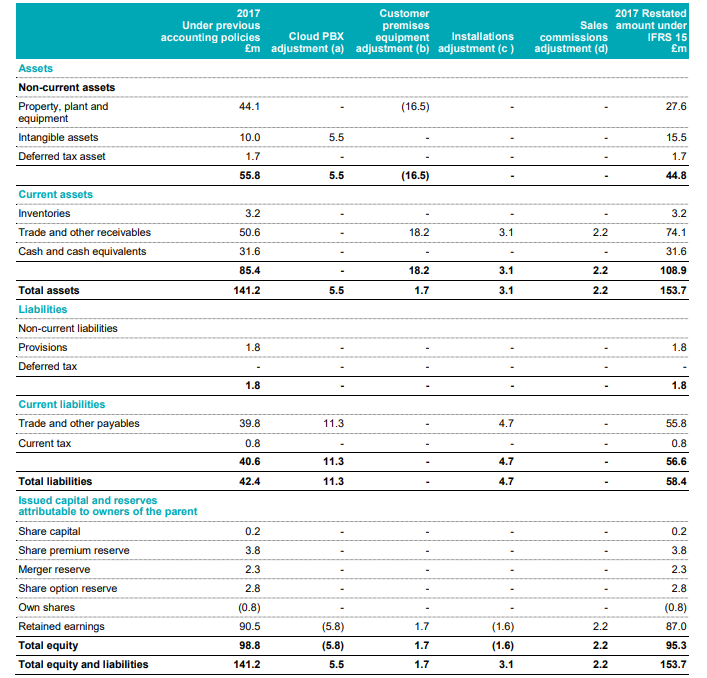 2017
Under previous
accounting policies
£m
Cloud PBX
adjustment (a)
Customer
premises
equipment
adjustment (b)
Installations
adjustment (c )
Sales
commissions
adjustment (d)
2017 Restated
amount under
IFRS 15
£m
Assets
Non-current assets
Property, plant and
equipment 44.1 - (16.5) - - 27.6
Intangible assets 10.0 5.5 - - - 15.5
Deferred tax asset 1.7 - - - - 1.7
55.8 5.5 (16.5) - - 44.8
Current assets
Inventories 3.2 - - - - 3.2
Trade and other receivables 50.6 - 18.2 3.1 2.2 74.1
Cash and cash equivalents 31.6 - - - - 31.6
85.4 - 18.2 3.1 2.2 108.9
Total assets 141.2 5.5 1.7 3.1 2.2 153.7
Liabilities
Non-current liabilities
Provisions 1.8 - - - - 1.8
Deferred tax - - - - - -
1.8 - - - - 1.8
Current liabilities
Trade and other payables 39.8 11.3 - 4.7 - 55.8
Current tax 0.8 - - - - 0.8
40.6 11.3 - 4.7 - 56.6
Total liabilities 42.4 11.3 - 4.7 - 58.4
Issued capital and reserves
attributable to owners of the parent
Share capital 0.2 - - - - 0.2
Share premium reserve 3.8 - - - - 3.8
Merger reserve 2.3 - - - - 2.3
Share option reserve 2.8 - - - - 2.8
Own shares (0.8) - - - - (0.8)
Retained earnings 90.5 (5.8) 1.7 (1.6) 2.2 87.0
Total equity 98.8 (5.8) 1.7 (1.6) 2.2 95.3
Total equity and liabilities 141.2 5.5 1.7 3.1 2.2 153.7